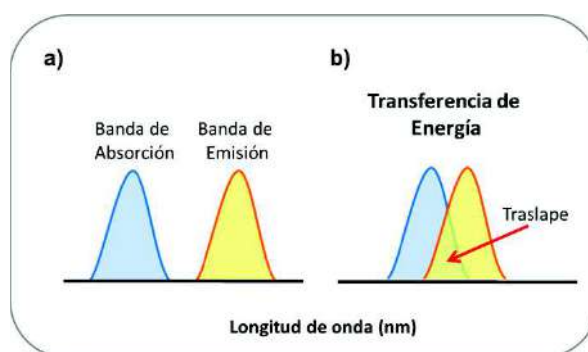 a)
Banda de
Absorción
Banda de
Emisión
b)
Transferencia de
Energía
Traslape
Longitud de onda (nm)